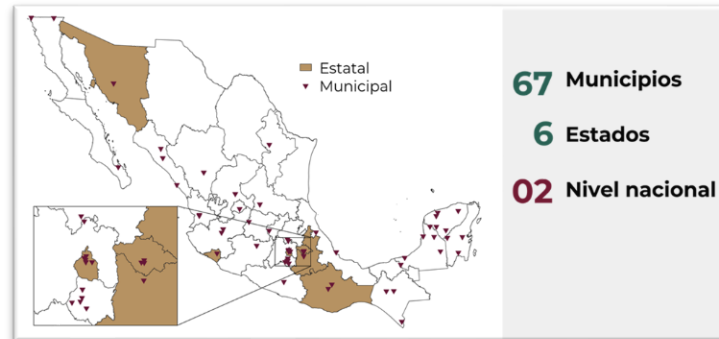 Estatal
Municipal
67 Municipios
6 Estados
02 Nivel nacional